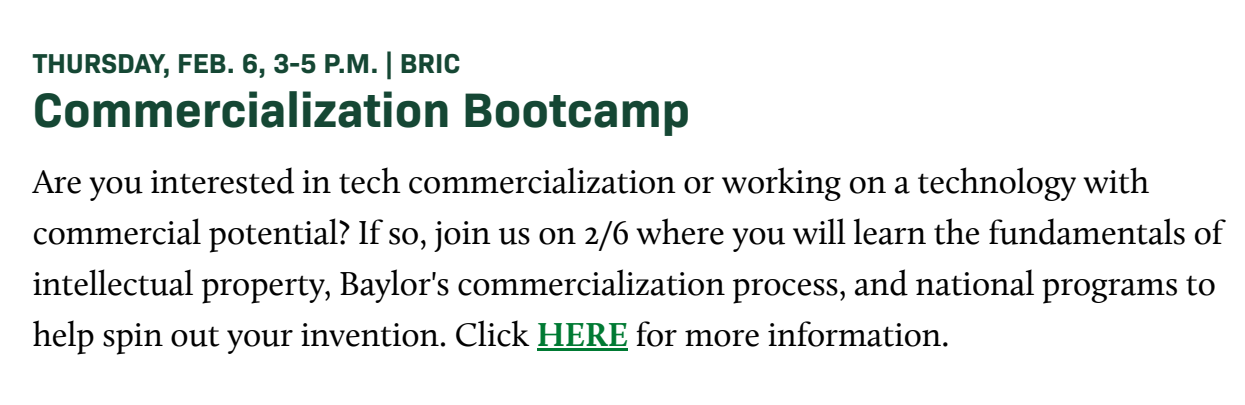 THURSDAY, FEB. 6, 3-5 P.M. | BRIC
Commercialization Bootcamp
Are you interested in tech commercialization or working on a technology with
commercial potential? If so, join us on 2/6 where you will learn the fundamentals of
intellectual property, Baylor's commercialization process, and national programs to
help spin out your invention. Click HERE for more information.